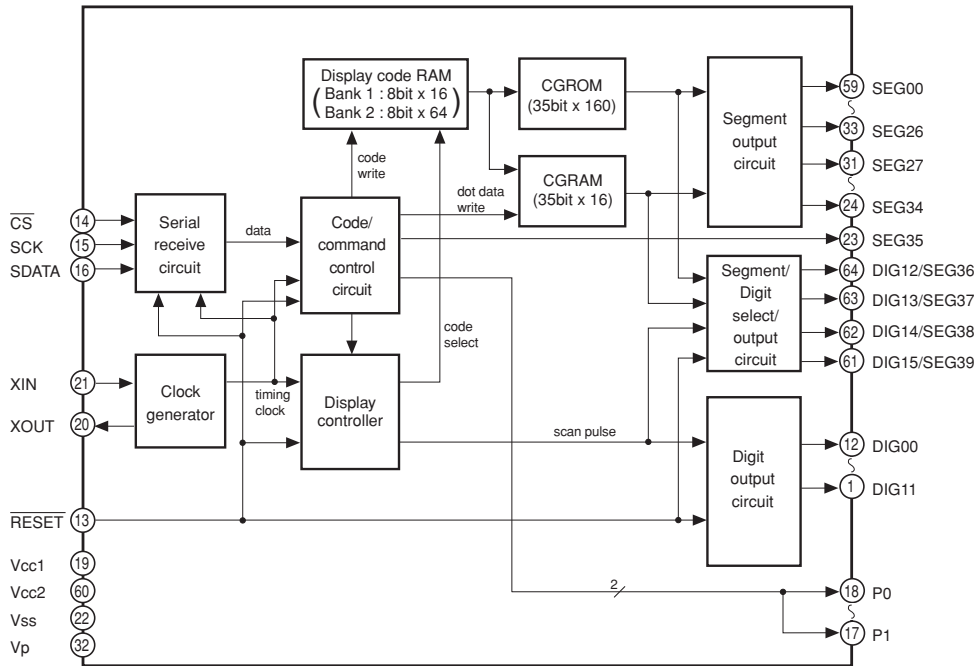 Display code RAM
( Bank 1 : 8bit x 16 )
( Bank 2 : 8bit x 64 )
CGROM
(35bit x 160)
CGRAM
(35bit x 16)
Segment
output
circuit
59 SEG00
33 SEG26
31 SEG27
24 SEG34
23 SEG35
code
write
dot data
write
CS 14
SCK 15
SDATA 16
Serial
receive
circuit
data
Code/
command
control
circuit
Segment/
Digit
select/
output
circuit
64 DIG12/SEG36
63 DIG13/SEG37
62 DIG14/SEG38
61 DIG15/SEG39
code
select
XIN 21
XOUT 20
Clock
generator
timing
clock
Display
controller
scan pulse
Digit
output
circuit
12 DIG00
1 DIG11
RESET 13
Vcc1 19
Vcc2 60
Vss 22
Vp 32
2
18 P0
17 P1